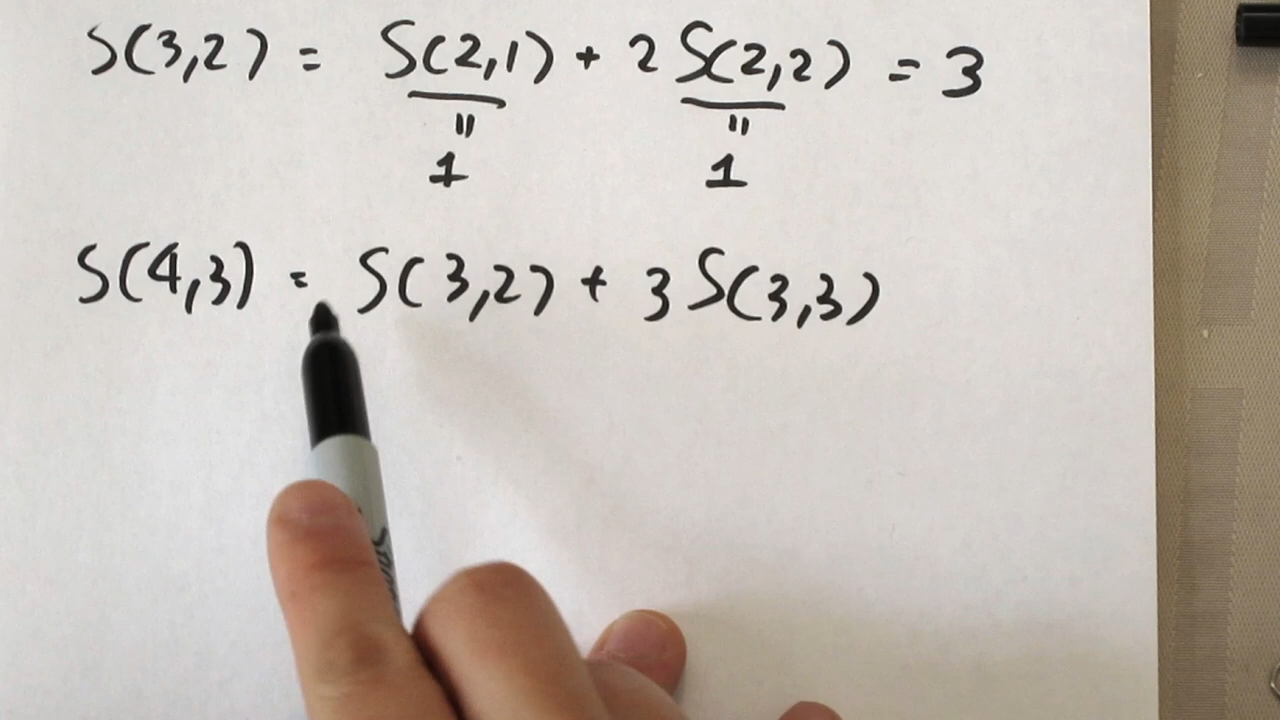 S(3,2) = S(2,1) + 2 S(2,2) = 3
" "
1 1
S(4,3) = S(3,2) + 3 S(3,3)